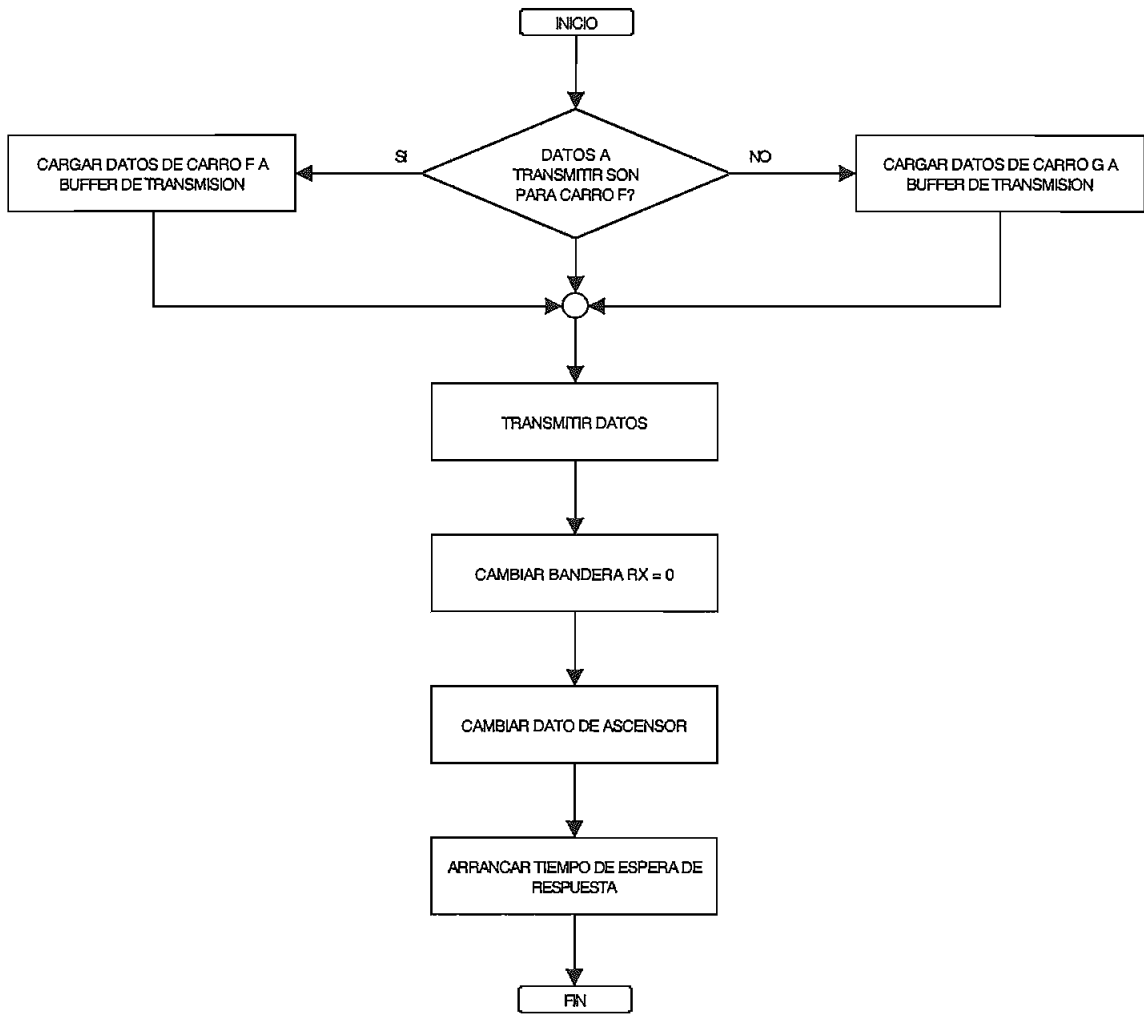 INICIO
SI
DATOS A
TRANSMITIR SON
PARA CARRO F?
NO
CARGAR DATOS DE CARRO F A
BUFFER DE TRANSMISION
CARGAR DATOS DE CARRO G A
BUFFER DE TRANSMISION
TRANSMITIR DATOS
CAMBIAR BANDERA RX = 0
CAMBIAR DATO DE ASCENSOR
ARRANCAR TIEMPO DE ESPERA DE
RESPUESTA
FIN